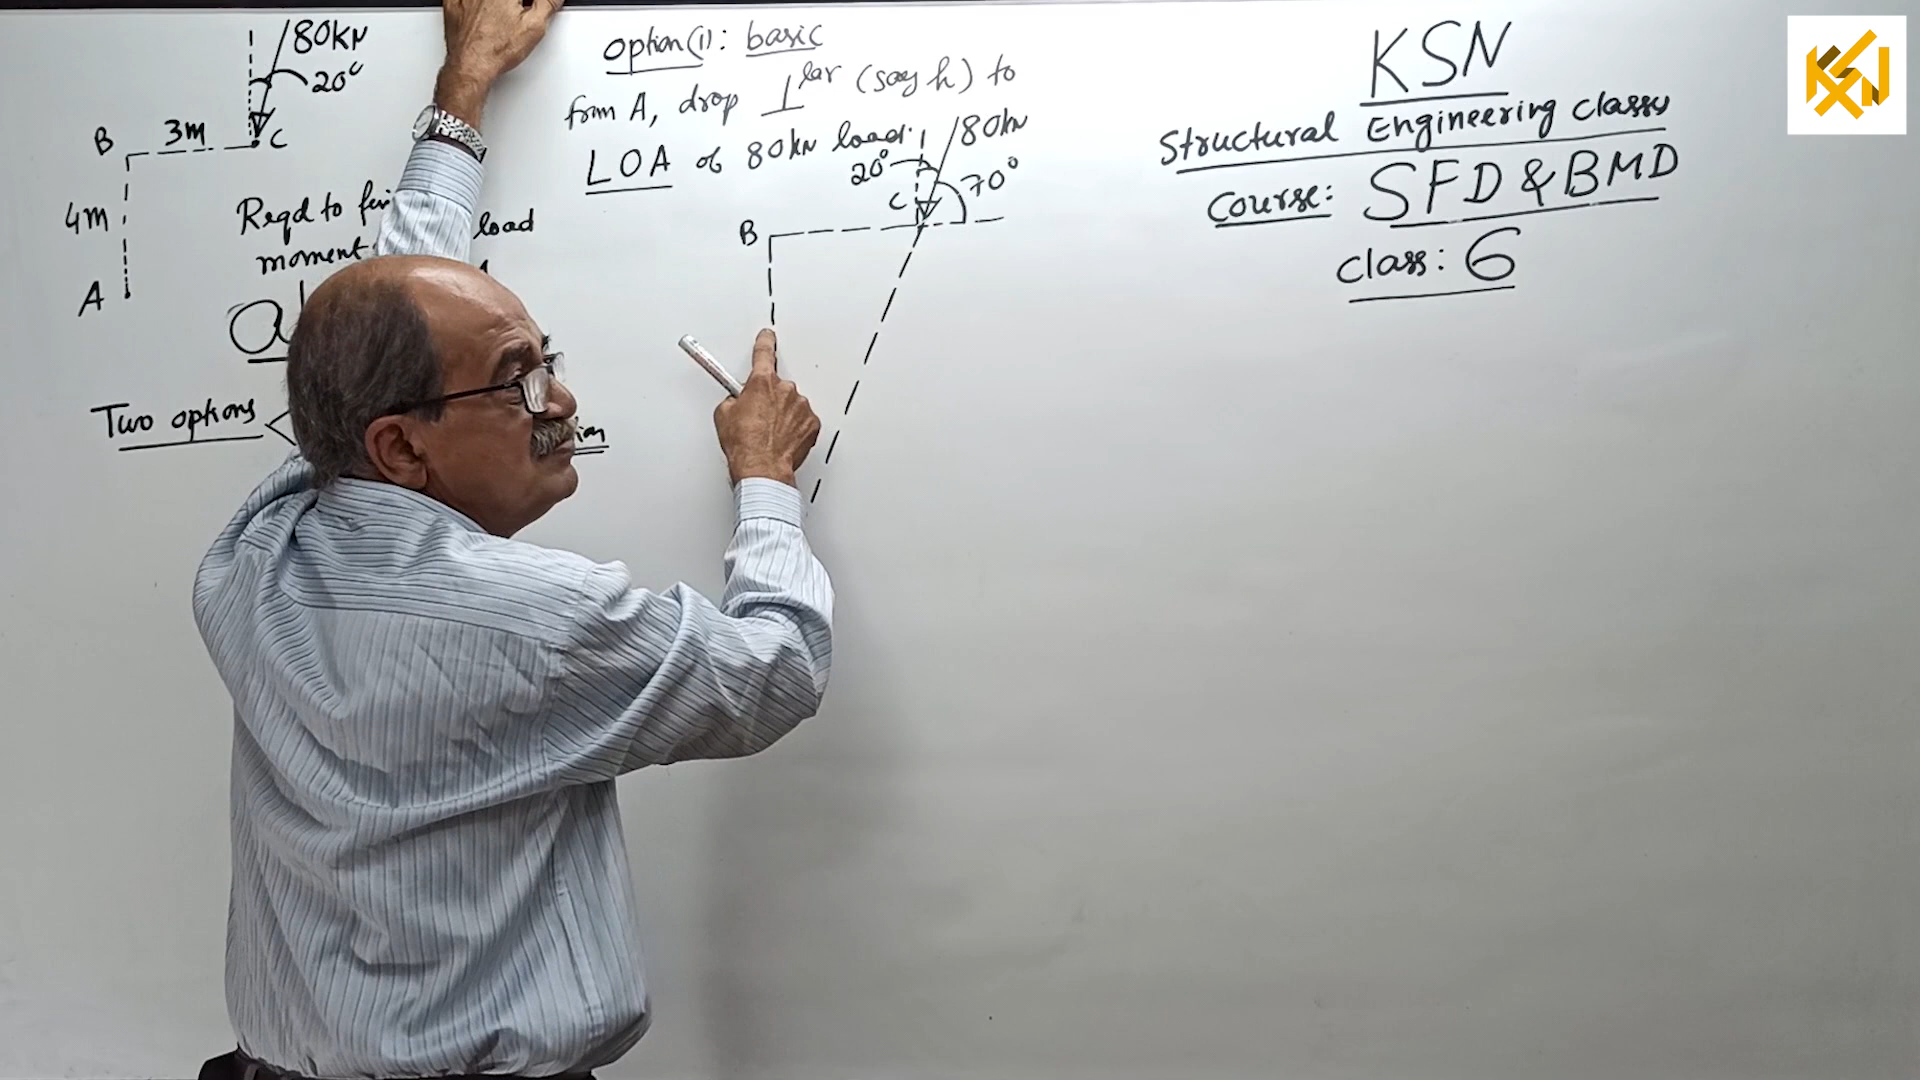 80kN
20°
B 3m C
4m
A
Reqd to
load
moment
Two options
Option(1): basic
from A, drop ⊥lar (say h) to
LOA of 80kN load.
80kN
20°
70°
C
B
KSN
Structural Engineering Classes
Course: SFD & BMD
class: 6
KSN